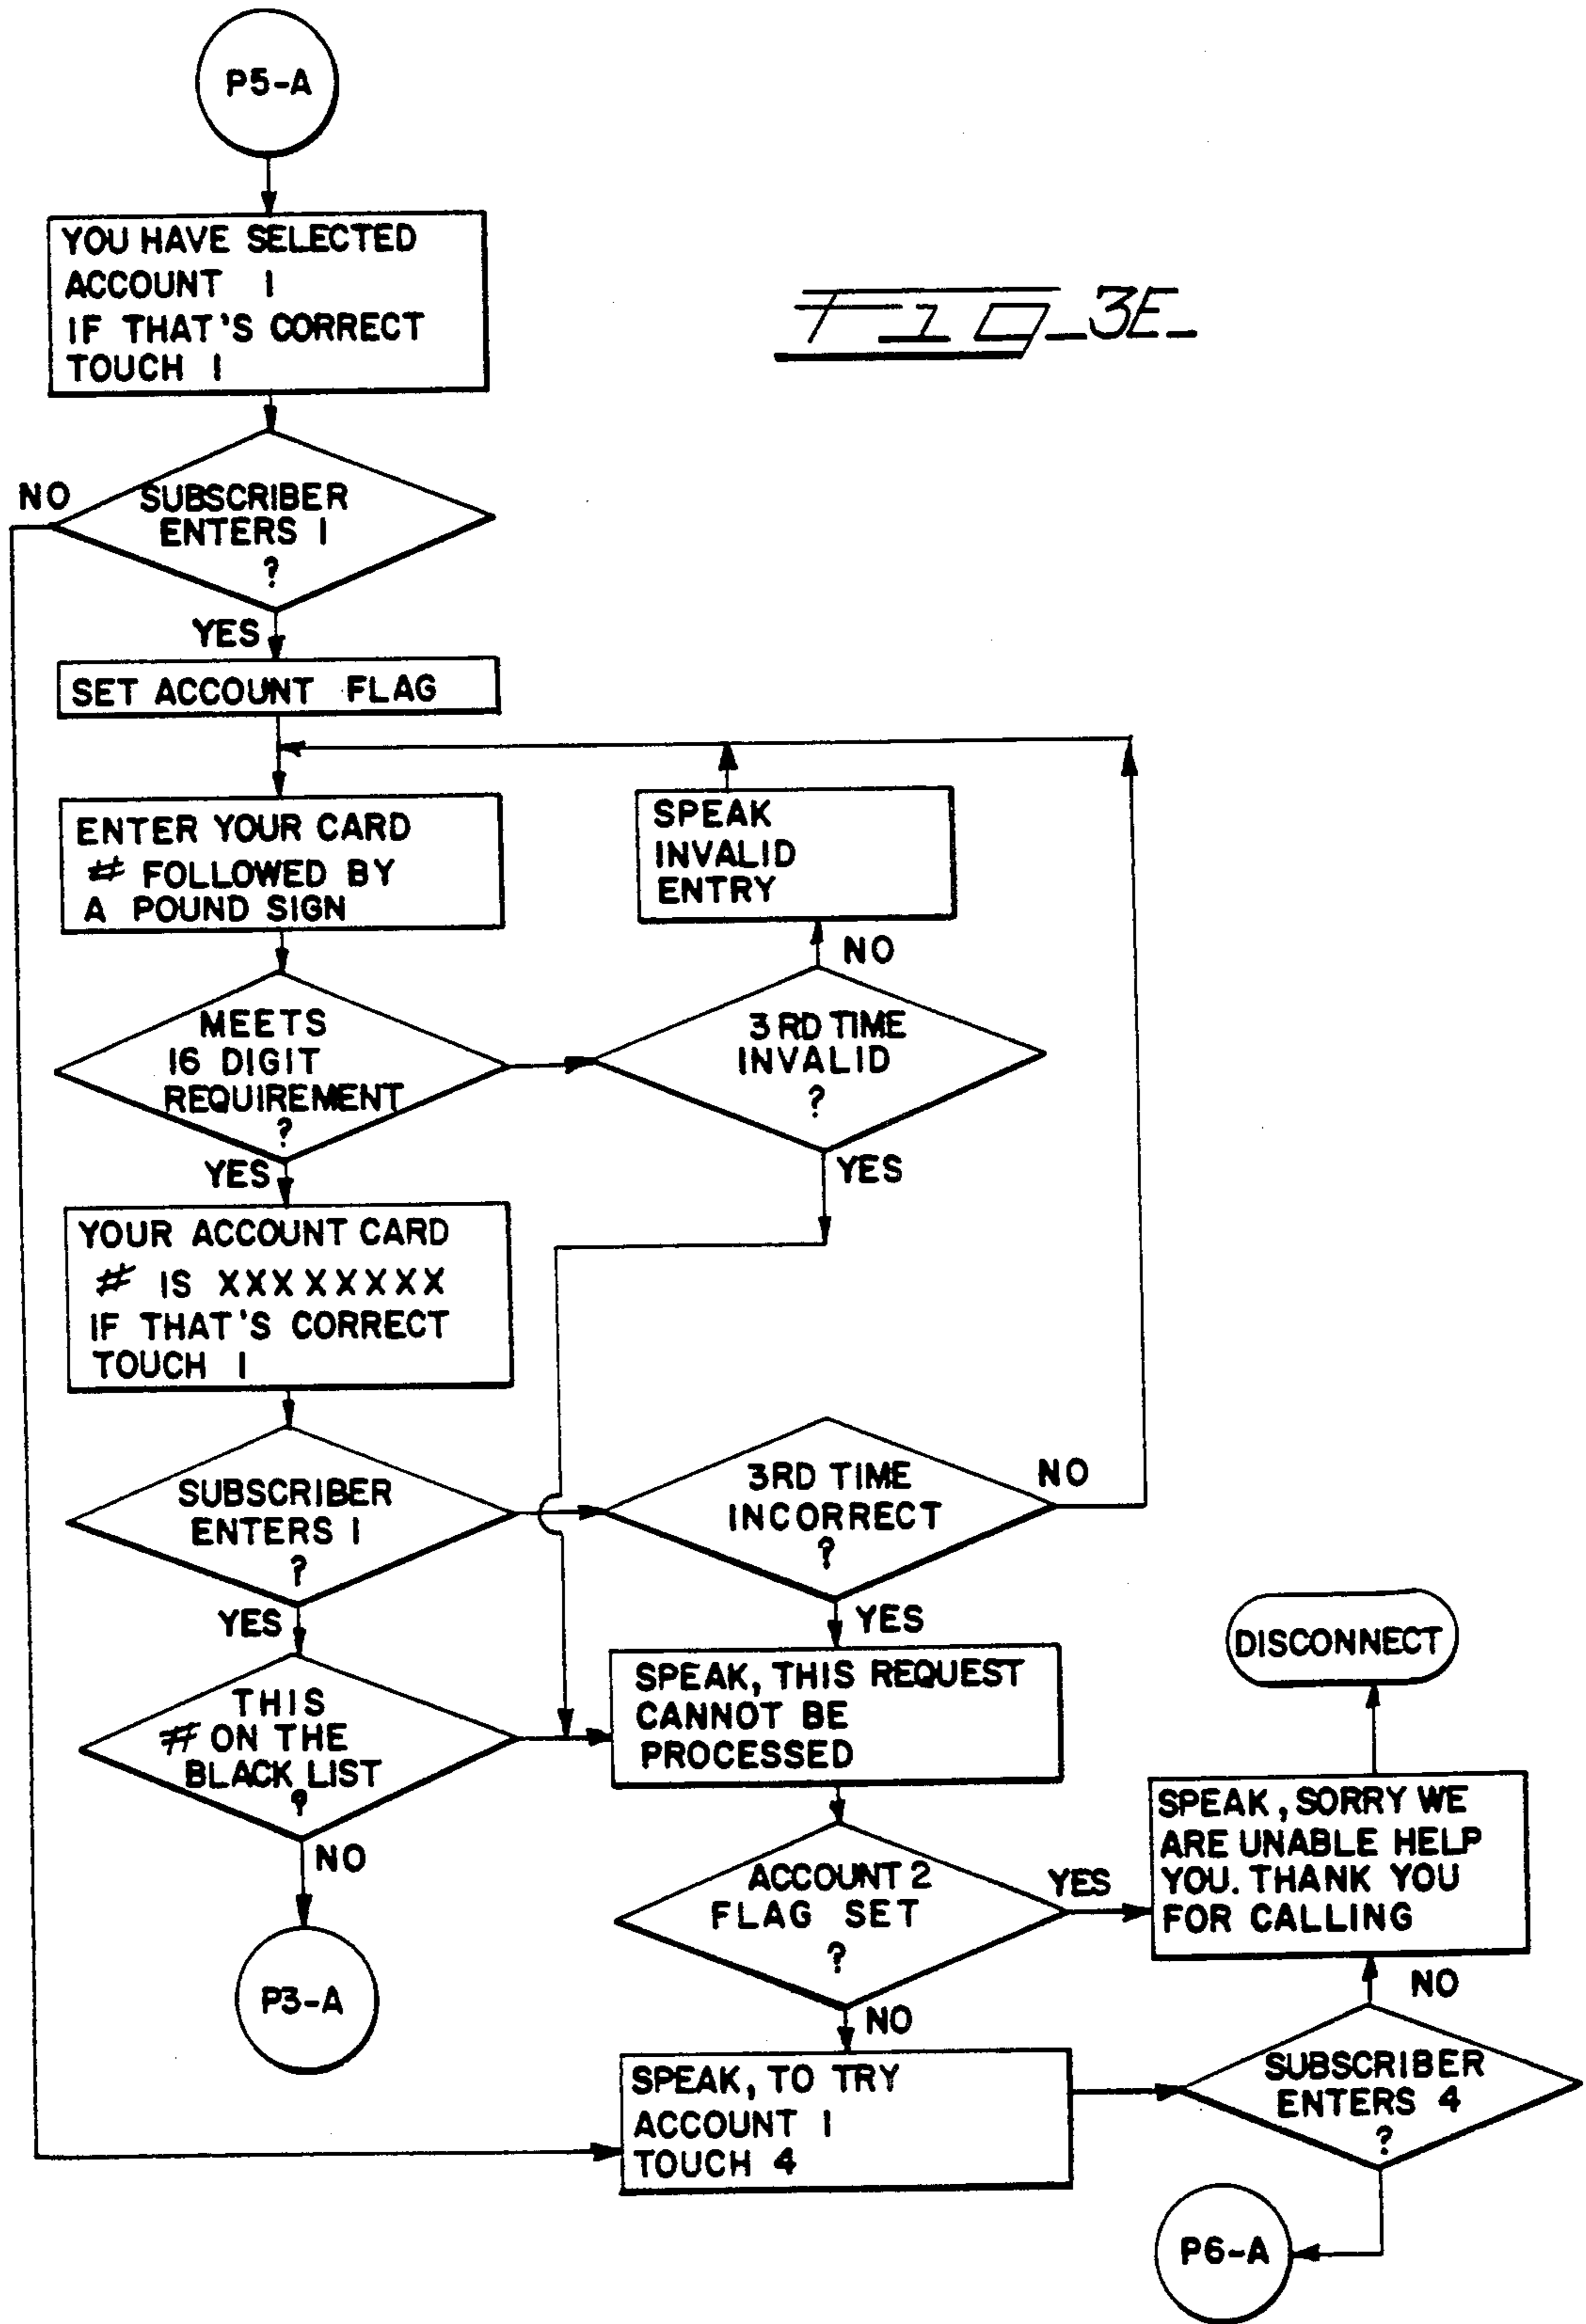 P5-A
YOU HAVE SELECTED
ACCOUNT 1
IF THAT'S CORRECT
TOUCH 1
Fig_3E_
NO
SUBSCRIBER
ENTERS 1
?
YES
SET ACCOUNT FLAG
ENTER YOUR CARD
# FOLLOWED BY
A POUND SIGN
SPEAK
INVALID
ENTRY
NO
MEETS
16 DIGIT
REQUIREMENT
?
3RD TIME
INVALID
?
YES
YES
YOUR ACCOUNT CARD
# IS XXXXXXXX
IF THAT'S CORRECT
TOUCH 1
SUBSCRIBER
ENTERS 1
?
3RD TIME
INCORRECT
?
NO
YES
YES
THIS
# ON THE
BLACK LIST
?
SPEAK, THIS REQUEST
CANNOT BE
PROCESSED
DISCONNECT
NO
P3-A
ACCOUNT 2
FLAG SET
?
YES
SPEAK, SORRY WE
ARE UNABLE HELP
YOU. THANK YOU
FOR CALLING
NO
NO
SPEAK, TO TRY
ACCOUNT 1
TOUCH 4
SUBSCRIBER
ENTERS 4
?
P6-A